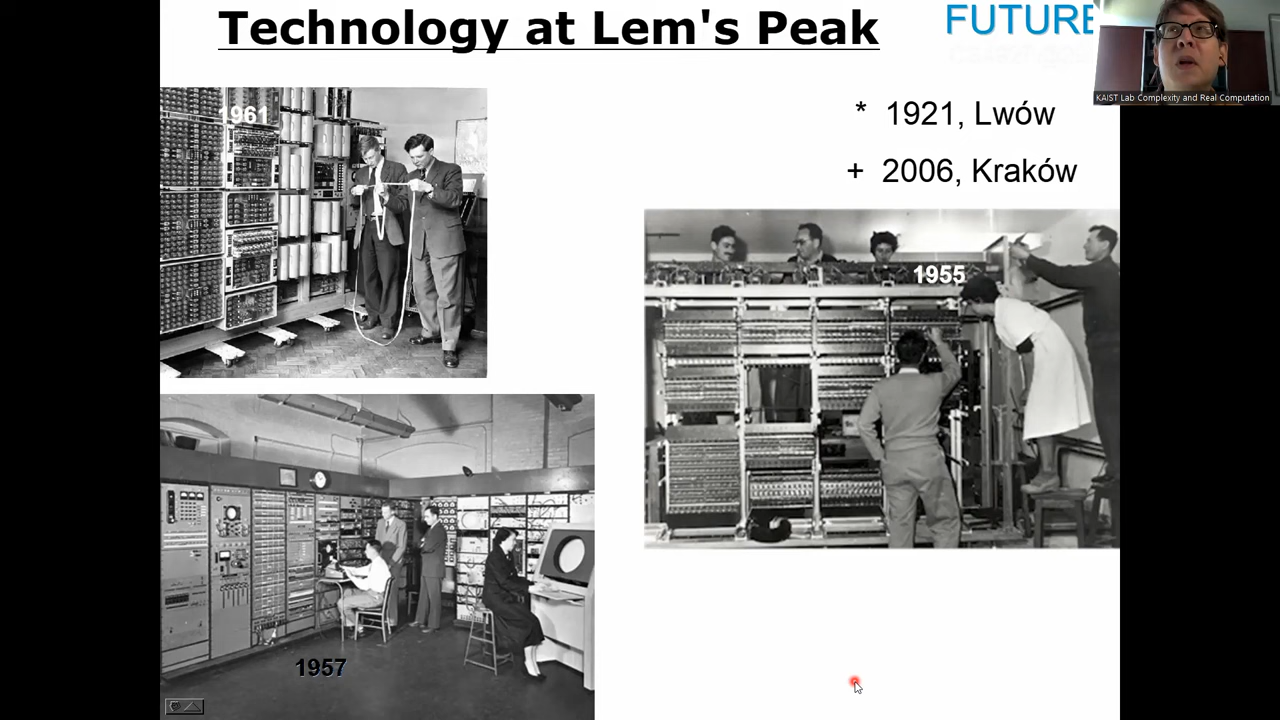 Technology at Lem's Peak
FUTURE
KAIST Lab Complexity and Real Computation
1961
* 1921, Lwów
+ 2006, Kraków
1955
1957